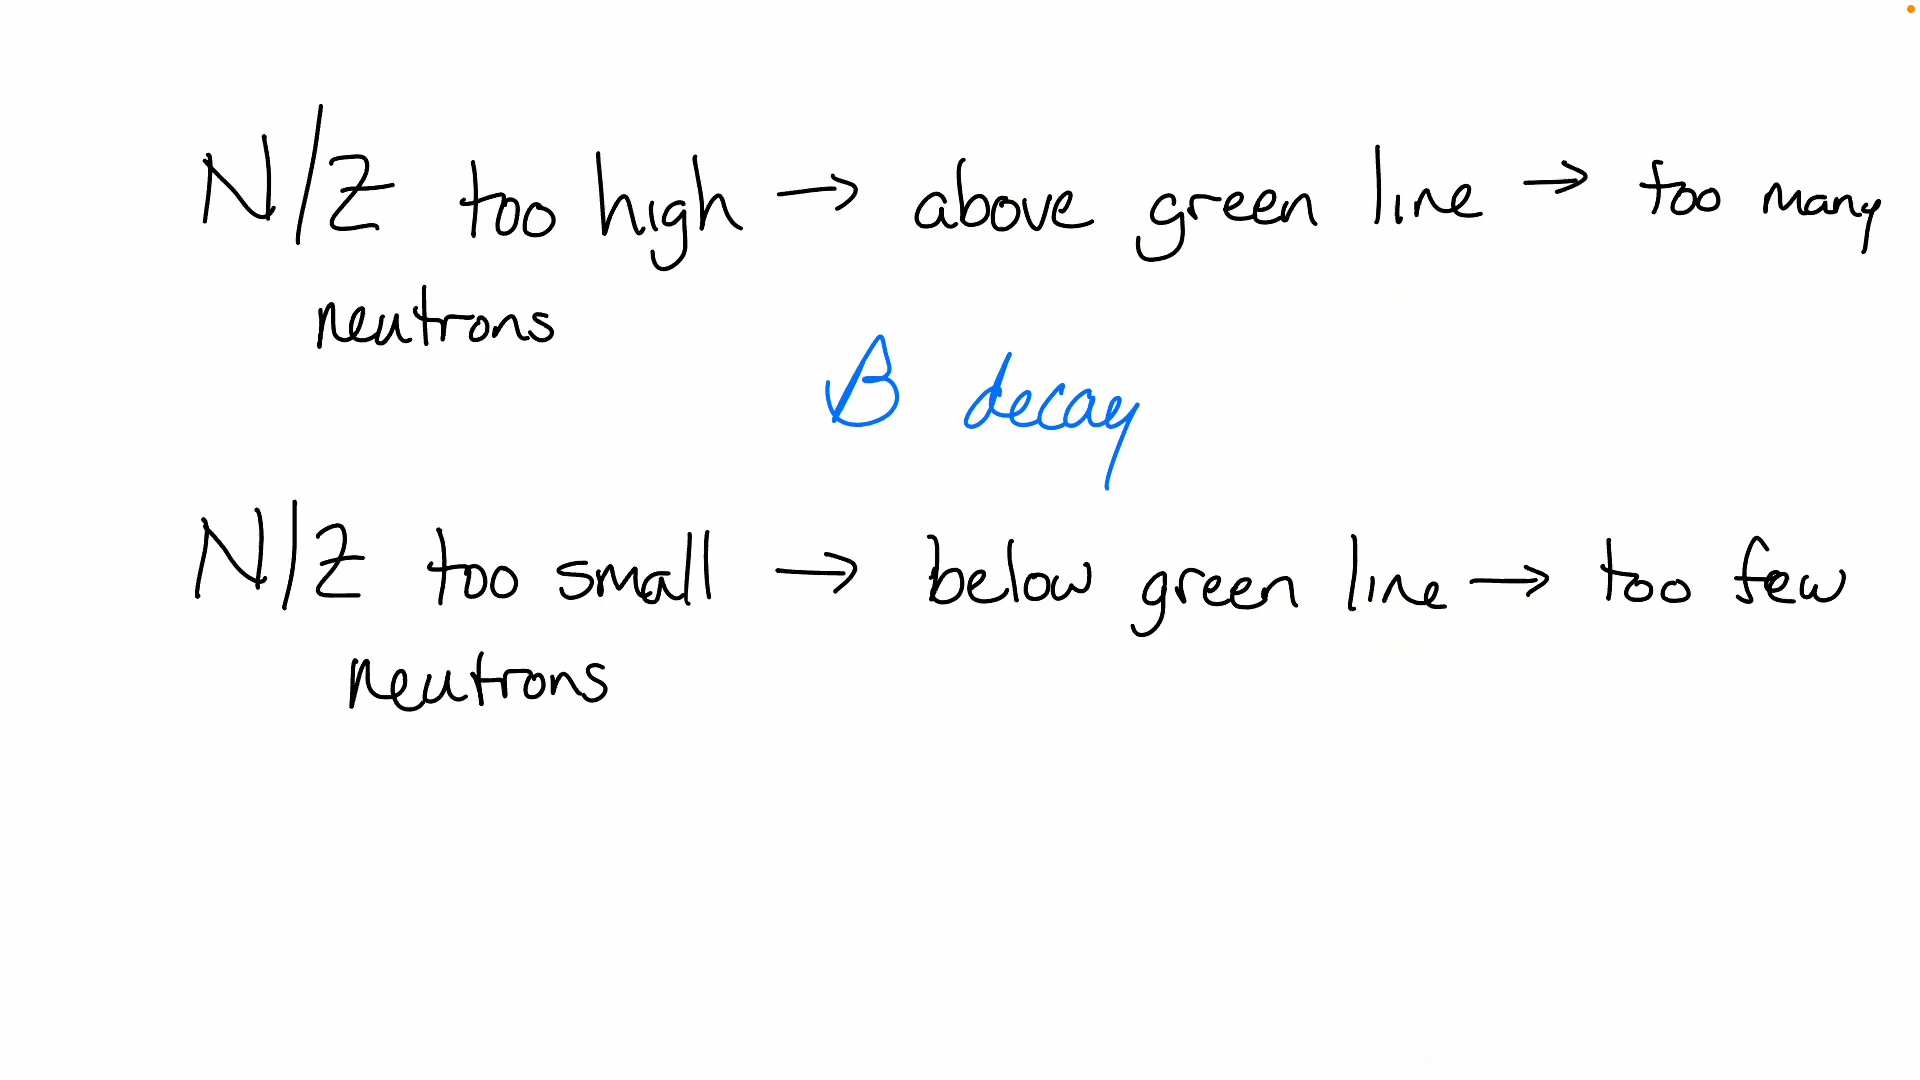 N/Z too high → above green line → too many
neutrons
β decay
N/Z too small → below green line → too few
neutrons